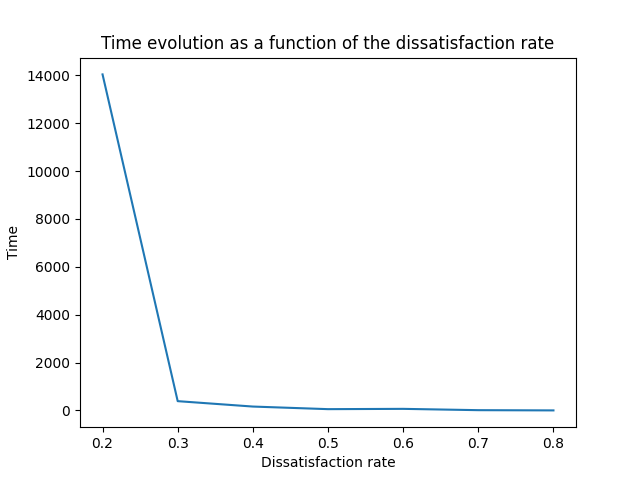 Time evolution as a function of the dissatisfaction rate
14000
12000
10000
8000
6000
4000
2000
0
Time
0.2 0.3 0.4 0.5 0.6 0.7 0.8
Dissatisfaction rate